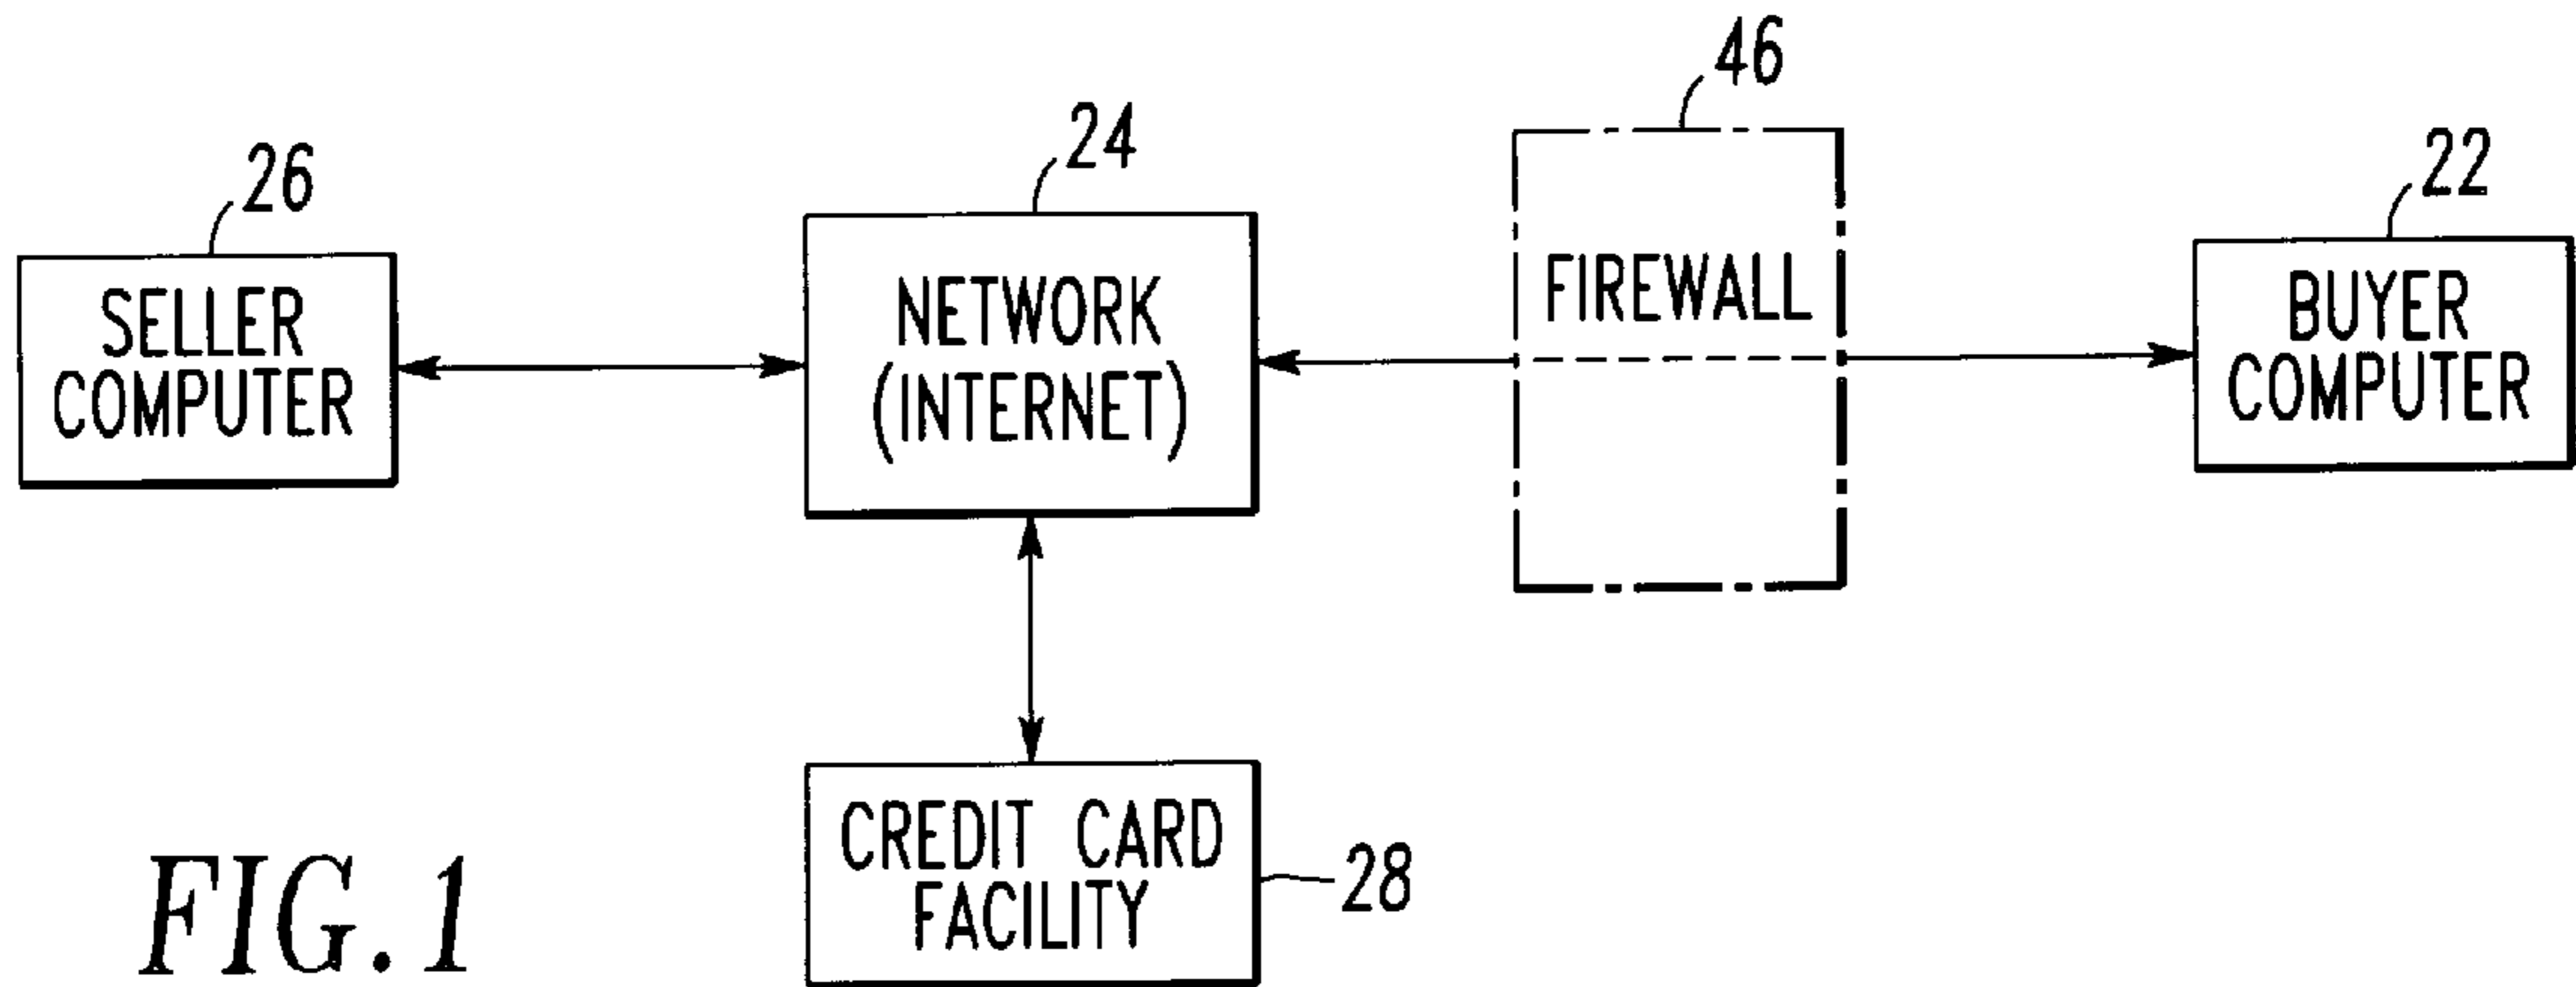 46
24
26
22
SELLER
COMPUTER
NETWORK
(INTERNET)
FIREWALL
BUYER
COMPUTER
CREDIT CARD
FACILITY
28
FIG. 1